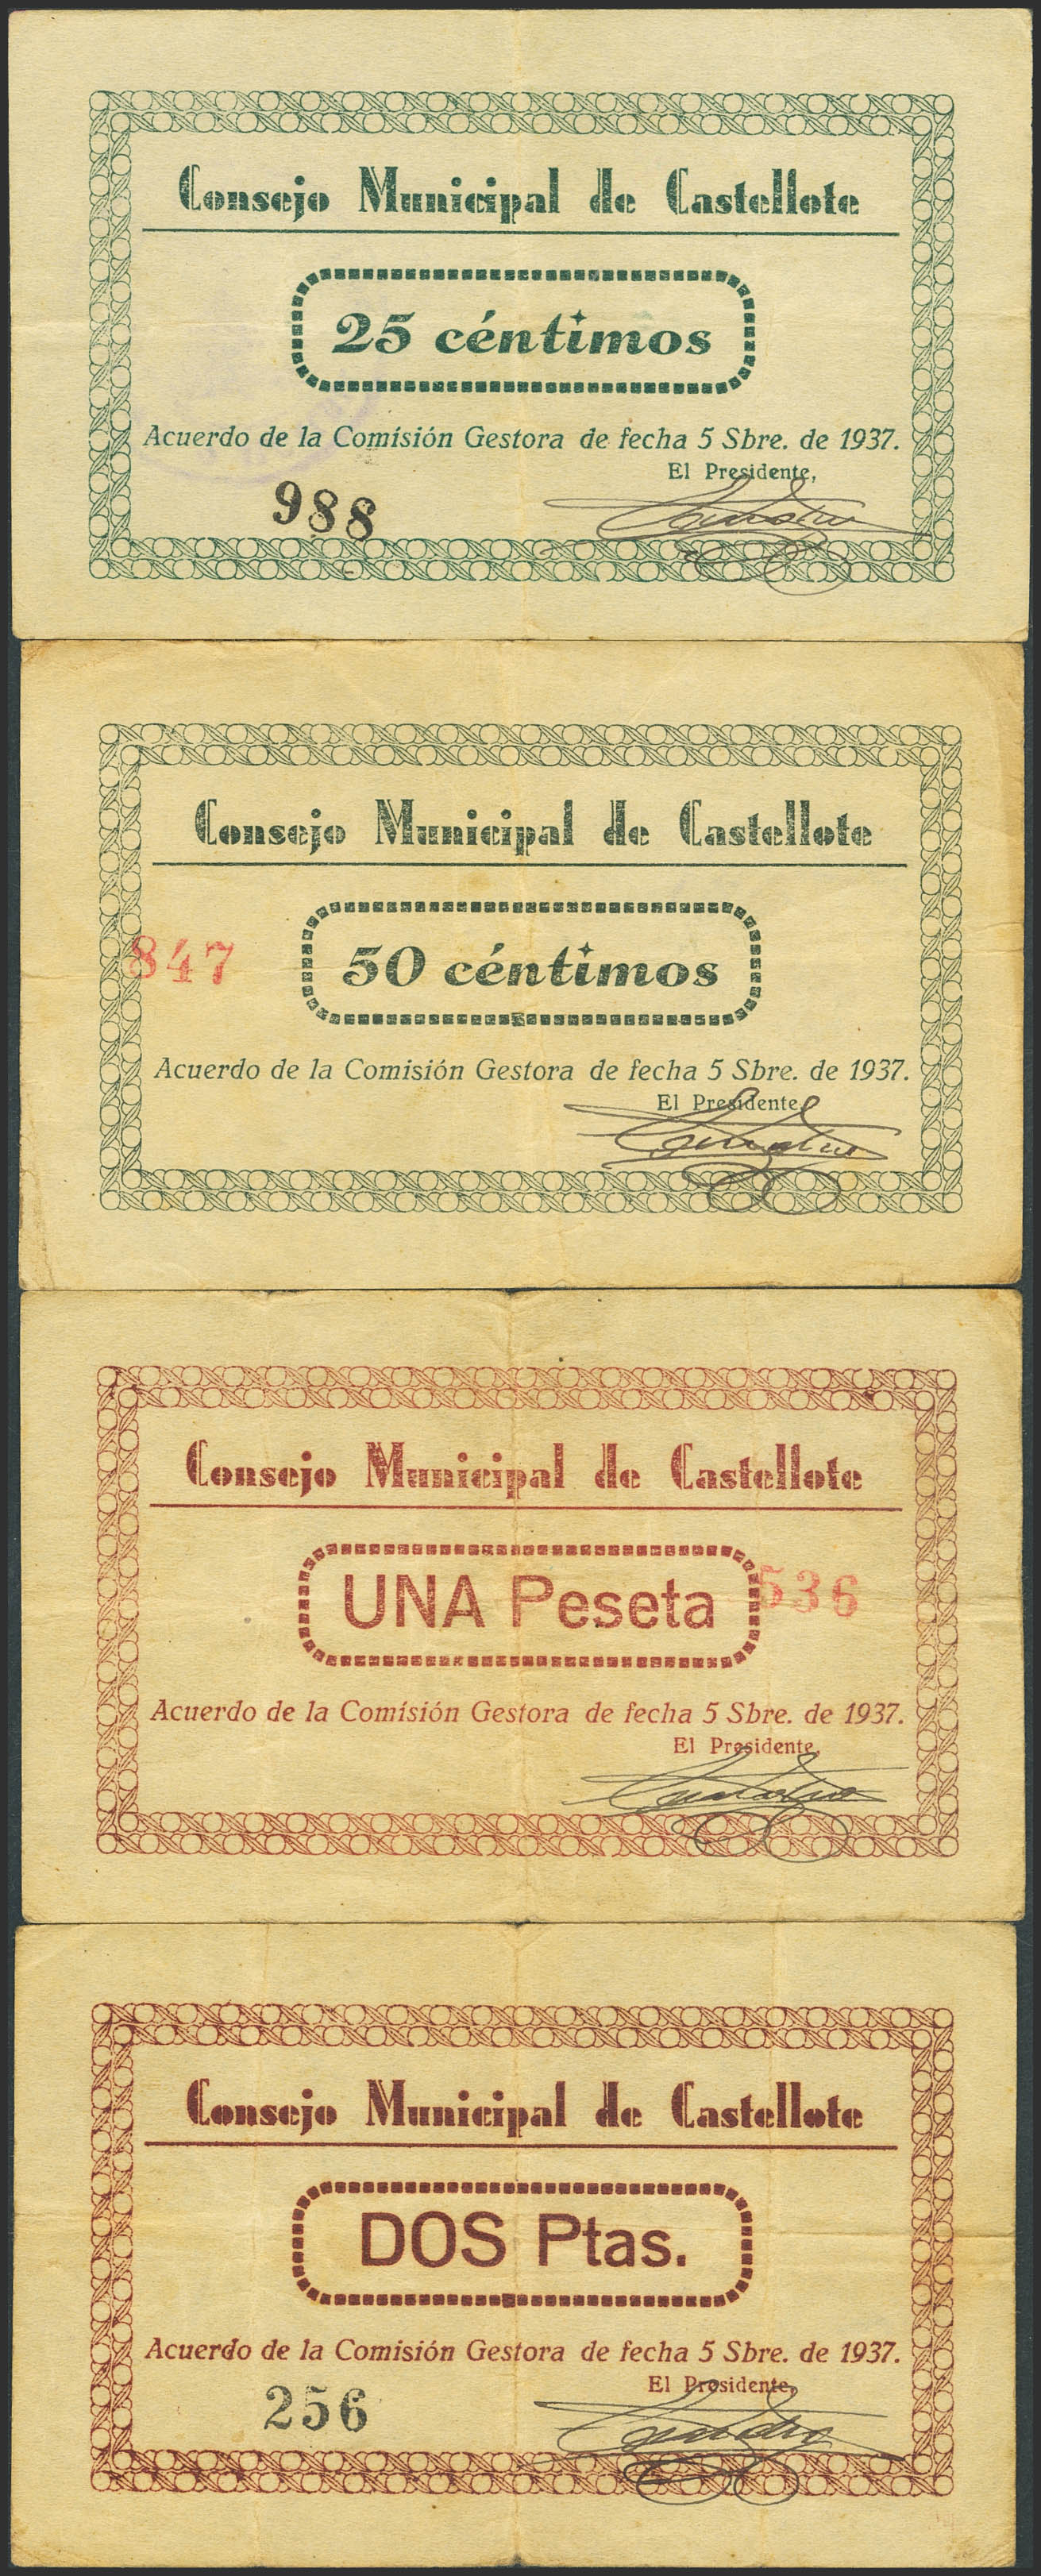 Consejo Municipal de Castellote
25 céntimos
Acuerdo de la Comisión Gestora de fecha 5 Sbre. de 1937.
El Presidente,
988
Consejo Municipal de Castellote
847
50 céntimos
Acuerdo de la Comisión Gestora de fecha 5 Sbre. de 1937.
El Presidente,
Consejo Municipal de Castellote
UNA Peseta
536
Acuerdo de la Comisión Gestora de fecha 5 Sbre. de 1937.
El Presidente,
Consejo Municipal de Castellote
DOS Ptas.
Acuerdo de la Comisión Gestora de fecha 5 Sbre. de 1937.
El Presidente,
256